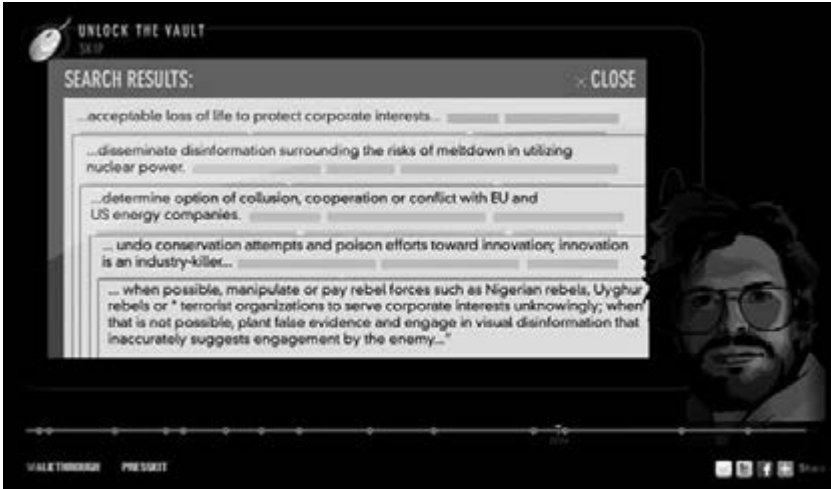 UNLOCK THE VAULT
SKIP
SEARCH RESULTS:
× CLOSE
...acceptable loss of life to protect corporate interests...
...disseminate disinformation surrounding the risks of meltdown in utilizing
nuclear power.
...determine option of collusion, cooperation or conflict with EU and
US energy companies.
... undo conservation attempts and poison efforts toward innovation; innovation
is an industry-killer...
... when possible, manipulate or pay rebel forces such as Nigerian rebels, Uyghur
rebels or " terrorist organizations to serve corporate interests unknowingly; when
that is not possible, plant false evidence and engage in visual disinformation that
inaccurately suggests engagement by the enemy..."
WALKTHROUGH
PRESSKIT
f
Share